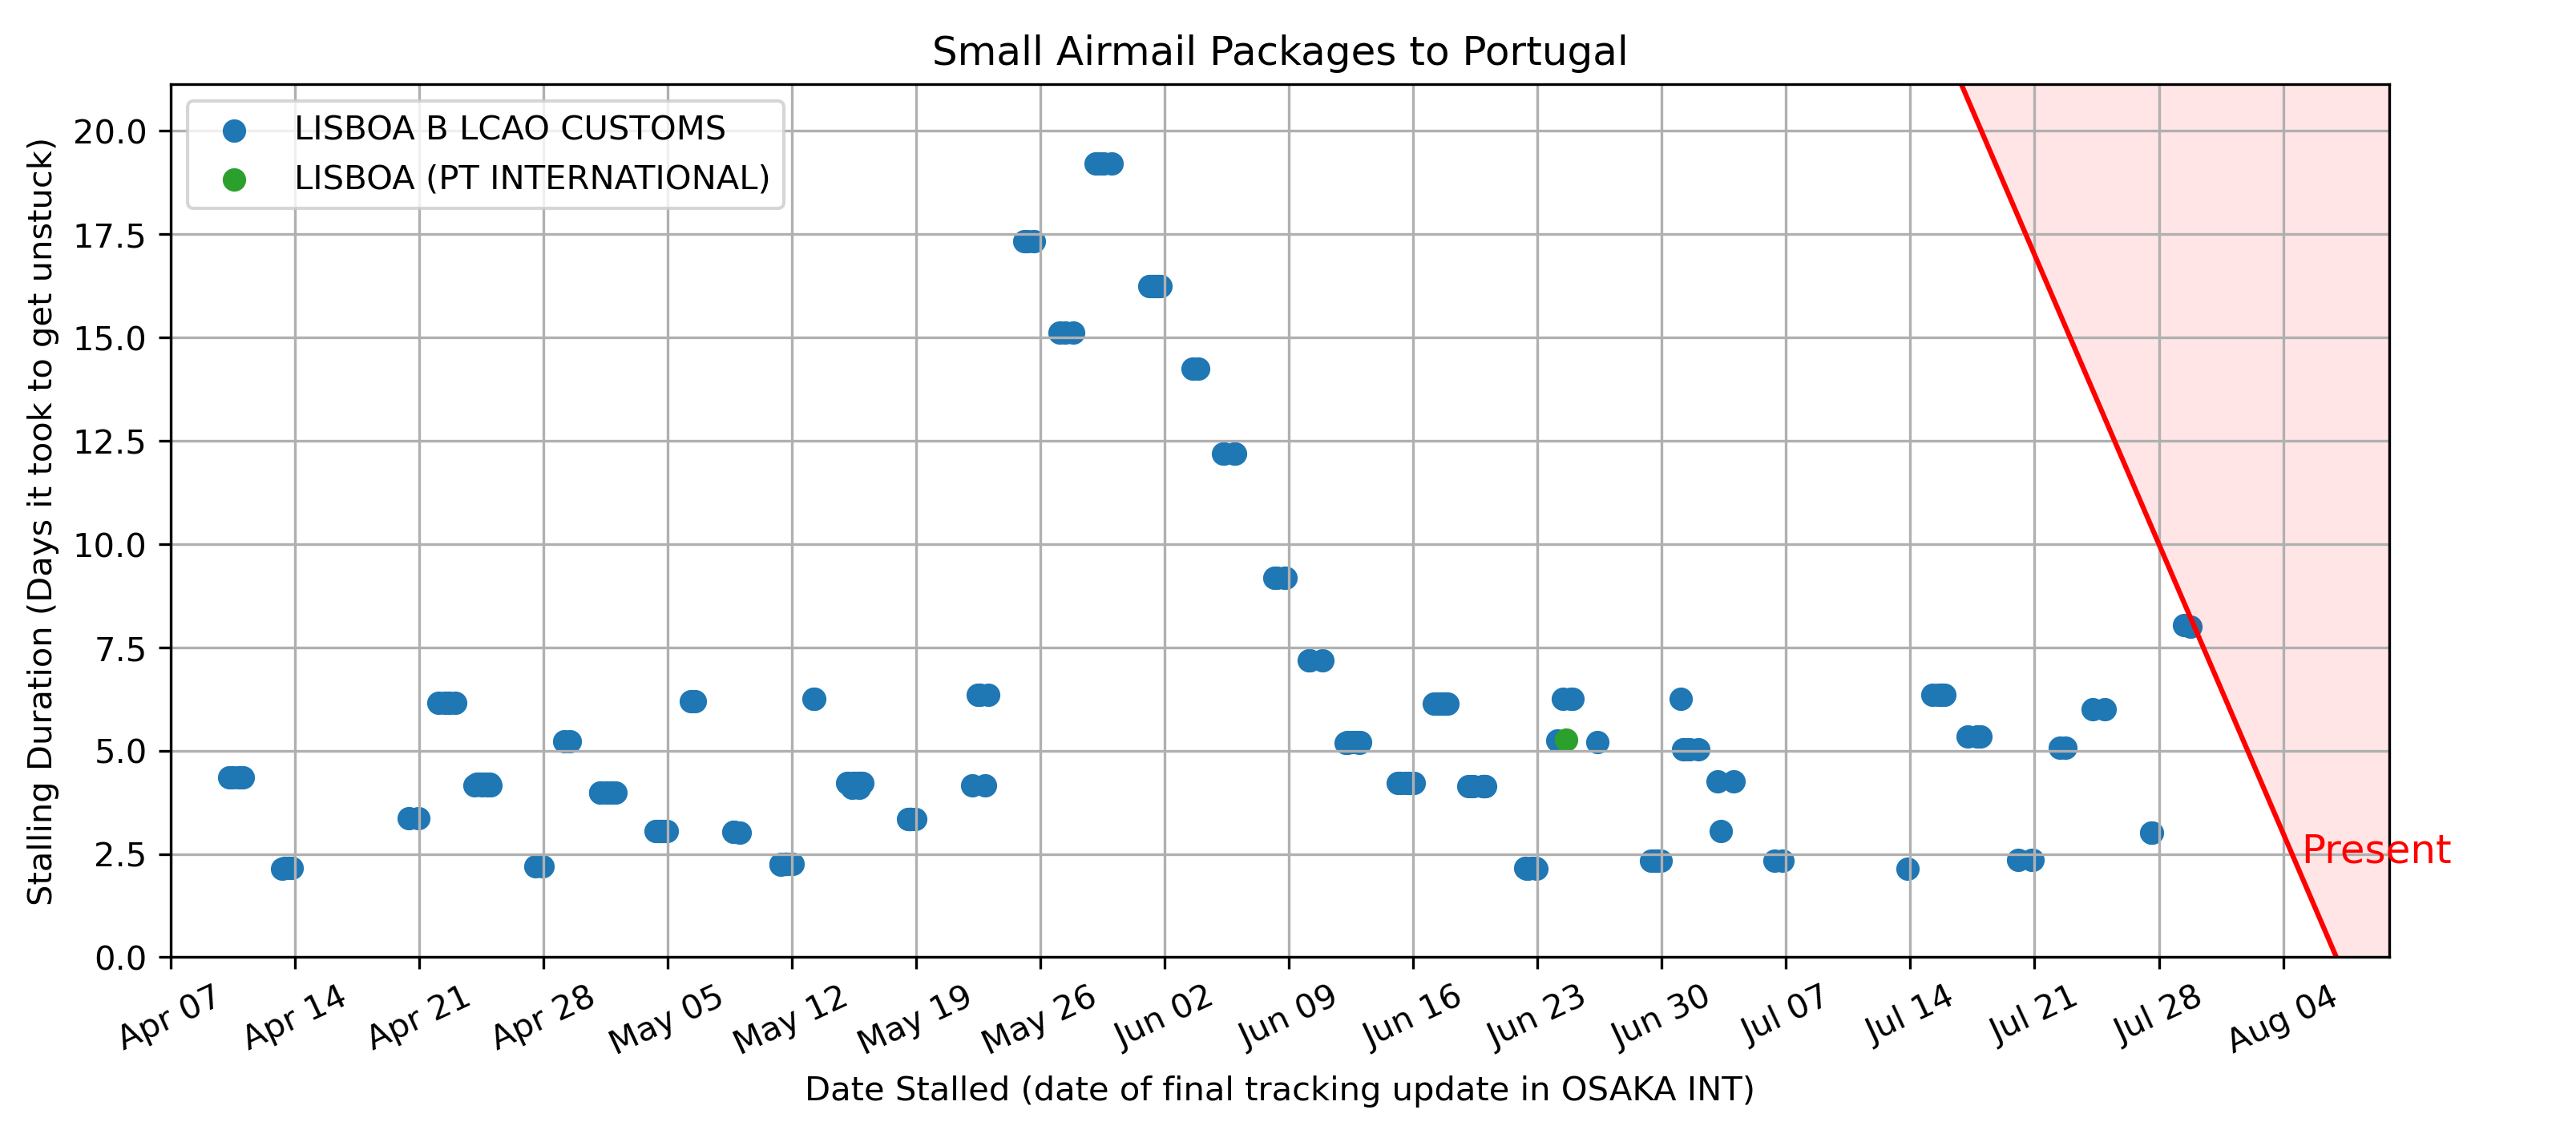 Small Airmail Packages to Portugal
LISBOA B LCAO CUSTOMS
LISBOA (PT INTERNATIONAL)
Stalling Duration (Days it took to get unstuck)
20.0
17.5
15.0
12.5
10.0
7.5
5.0
2.5
0.0
Present
Apr 07
Apr 14
Apr 21
Apr 28
May 05
May 12
May 19
May 26
Jun 02
Jun 09
Jun 16
Jun 23
Jun 30
Jul 07
Jul 14
Jul 21
Jul 28
Aug 04
Date Stalled (date of final tracking update in OSAKA INT)